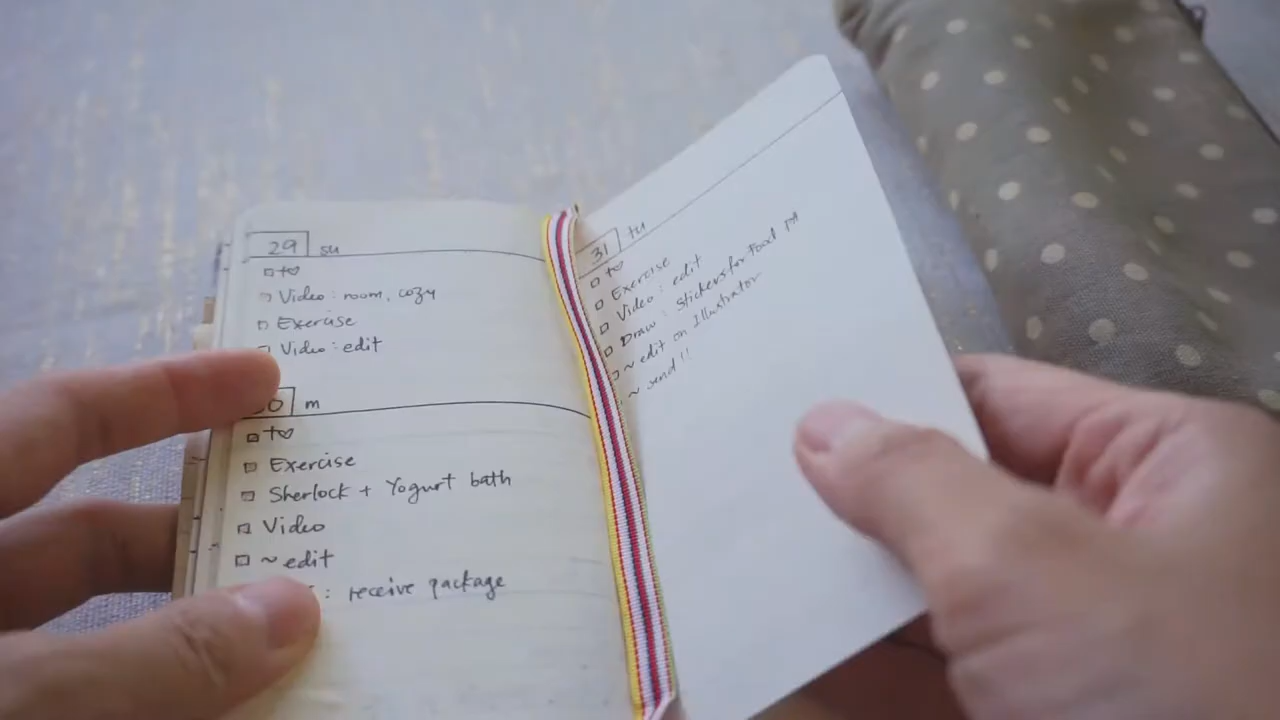 29 su
t♡
Video : room, cozy
Exercise
Video : edit
30 m
t♡
Exercise
Sherlock + Yogurt bath
Video
~ edit
: receive package
31 tu
t♡
Exercise
Video : edit
Draw : Stickers for Food
~ edit on Illustrator
~ send !!